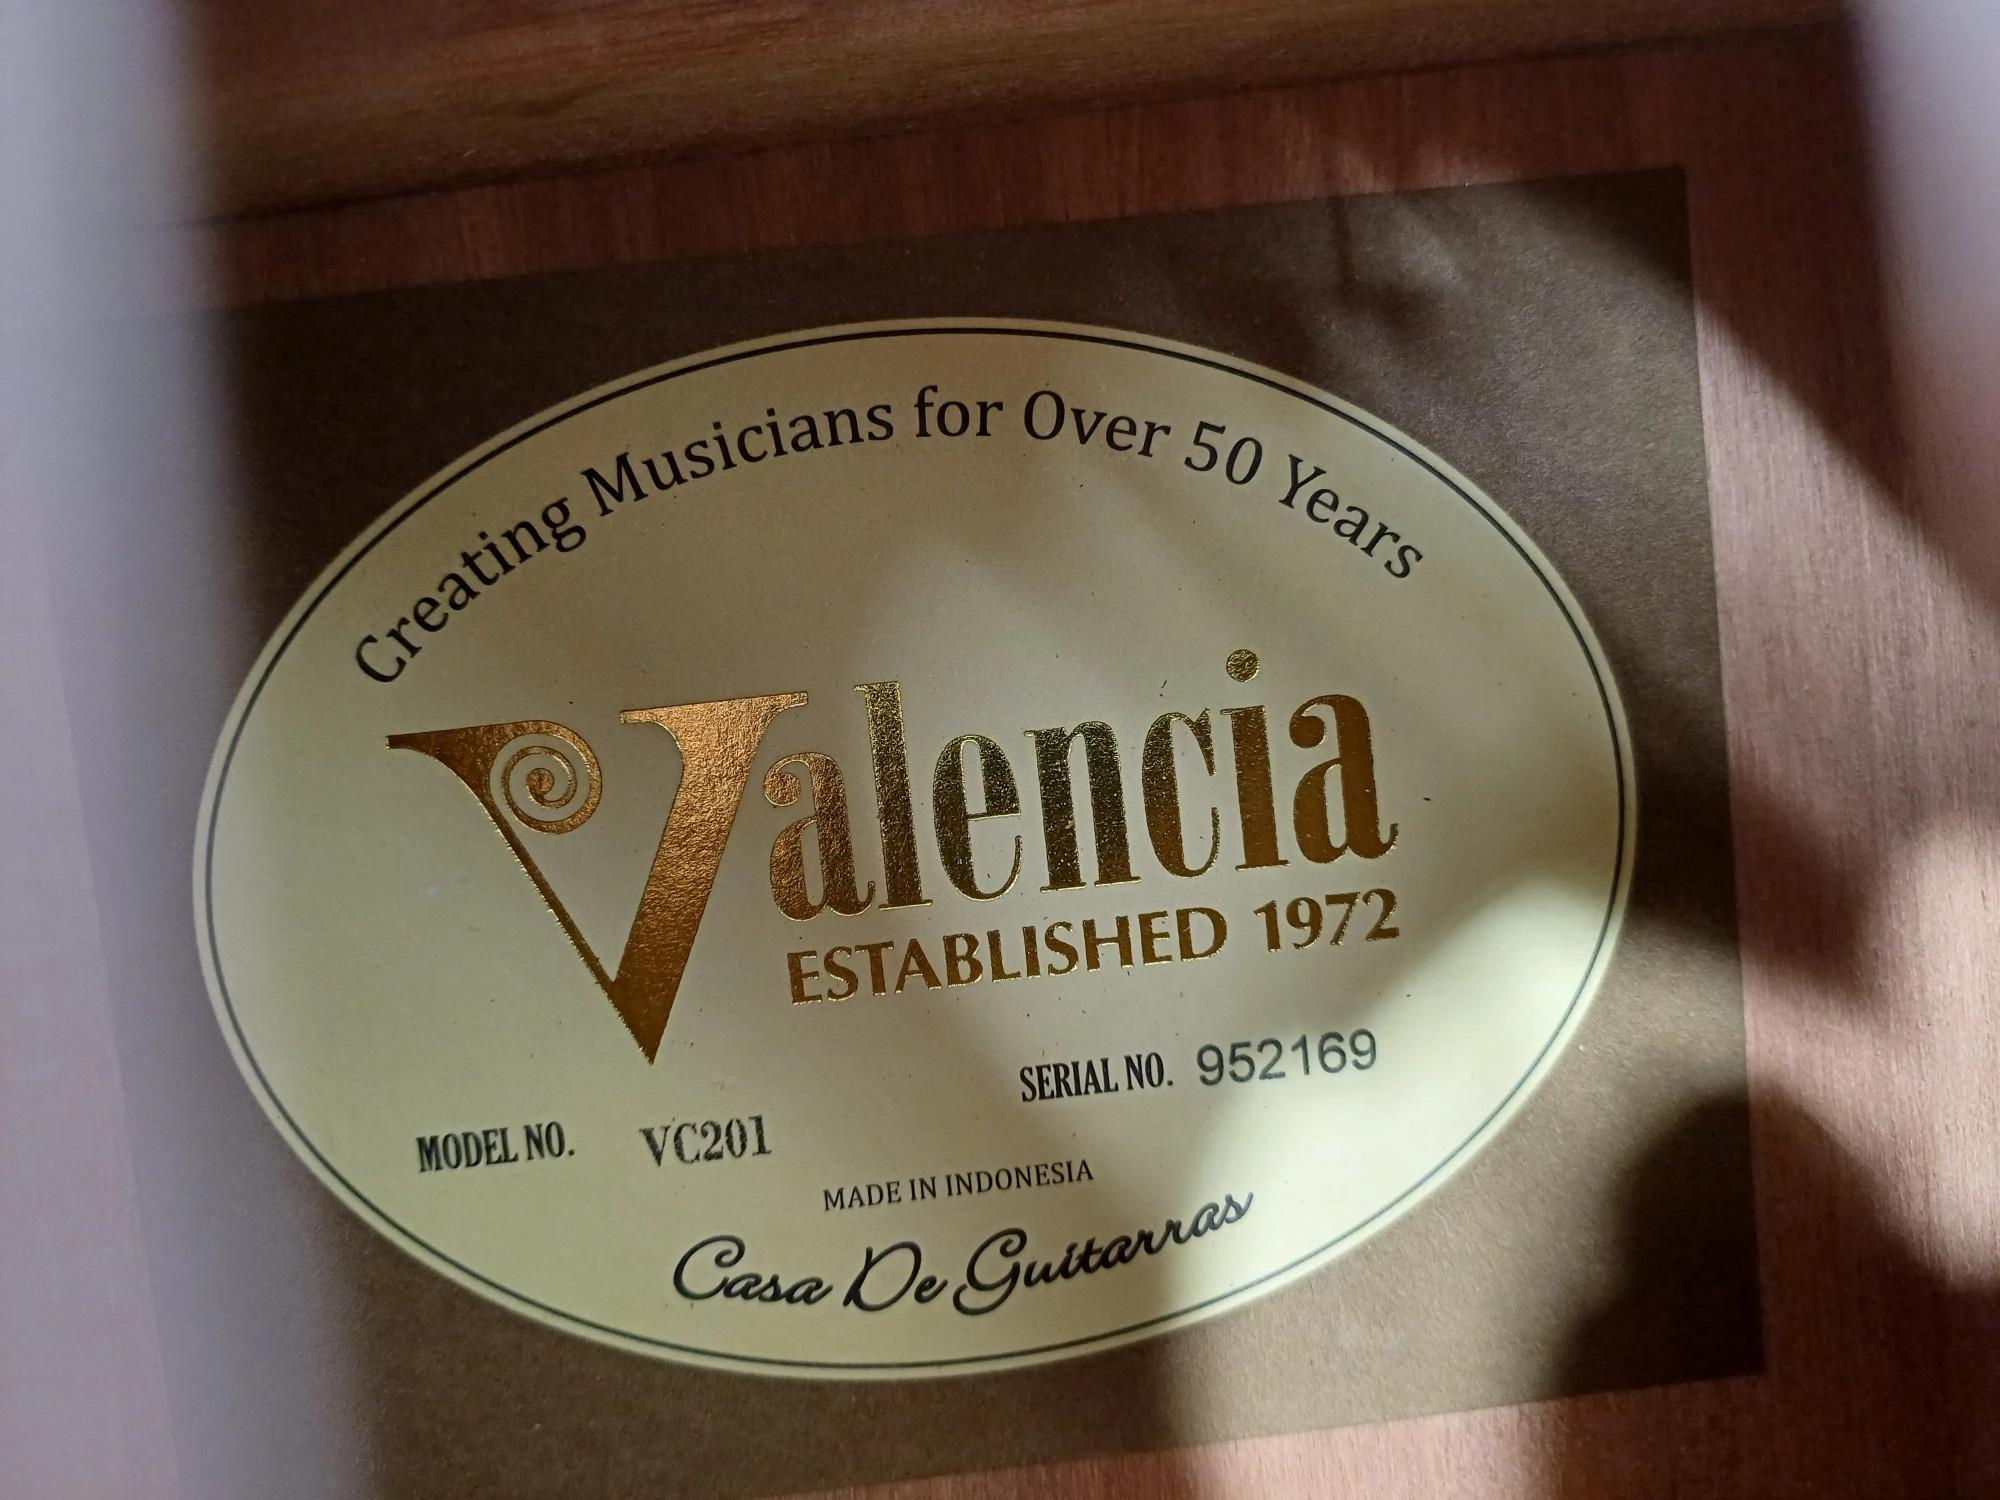 Creating Musicians for Over 50 Years
Valencia
ESTABLISHED 1972
SERIAL NO. 952169
MODEL NO. VC201
MADE IN INDONESIA
Casa De Guitarras